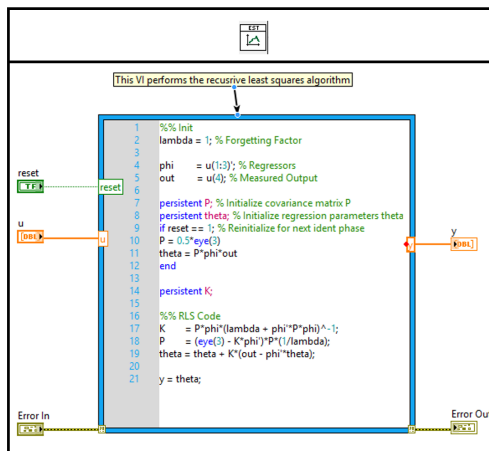 EST
This VI performs the recusrive least squares algorithm
1 %% Init
2 lambda = 1; % Forgetting Factor
3
4 phi = u(1:3)'; % Regressors
5 out = u(4); % Measured Output
6
7 persistent P; % Initialize covariance matrix P
8 persistent theta; % Initialize regression parameters theta
9 if reset == 1; % Reinitialize for next ident phase
10 P = 0.5*eye(3)
11 theta = P*phi*out
12 end
13
14 persistent K;
15
16 %% RLS Code
17 K = P*phi*(lambda + phi'*P*phi)^-1;
18 P = (eye(3) - K*phi')*P*(1/lambda);
19 theta = theta + K*(out - phi'*theta);
20
21 y = theta;
reset
TF
reset
u
[DBL]
u
y
y
[DBL]
Error In
Error Out